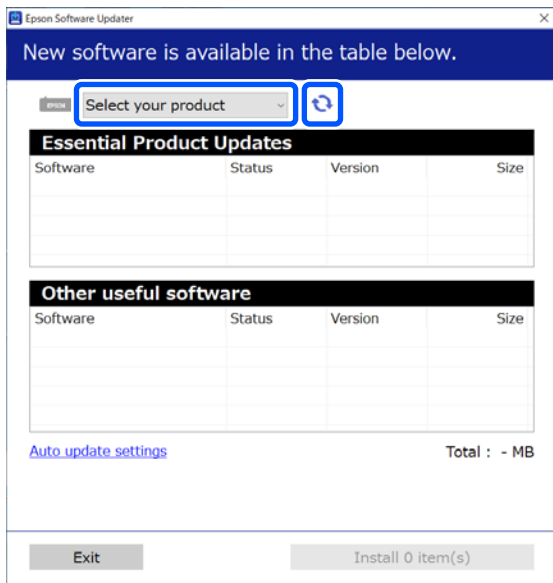 Epson Software Updater
New software is available in the table below.
EPSON Select your product
Essential Product Updates
Software Status Version Size
Other useful software
Software Status Version Size
Auto update settings Total : - MB
Exit Install 0 item(s)